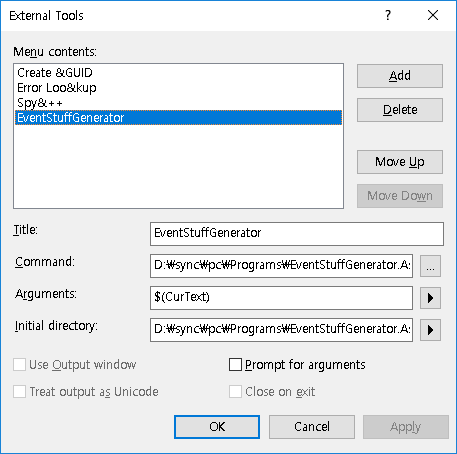 External Tools
?
Menu contents:
Create &GUID
Error Loo&kup
Spy&++
EventStuffGenerator
Add
Delete
Move Up
Move Down
Title:
EventStuffGenerator
Command:
D:₩sync₩pc₩Programs₩EventStuffGenerator.As
...
Arguments:
$(CurText)
Initial directory:
D:₩sync₩pc₩Programs₩EventStuffGenerator.As
Use Output window
Prompt for arguments
Treat output as Unicode
Close on exit
OK
Cancel
Apply